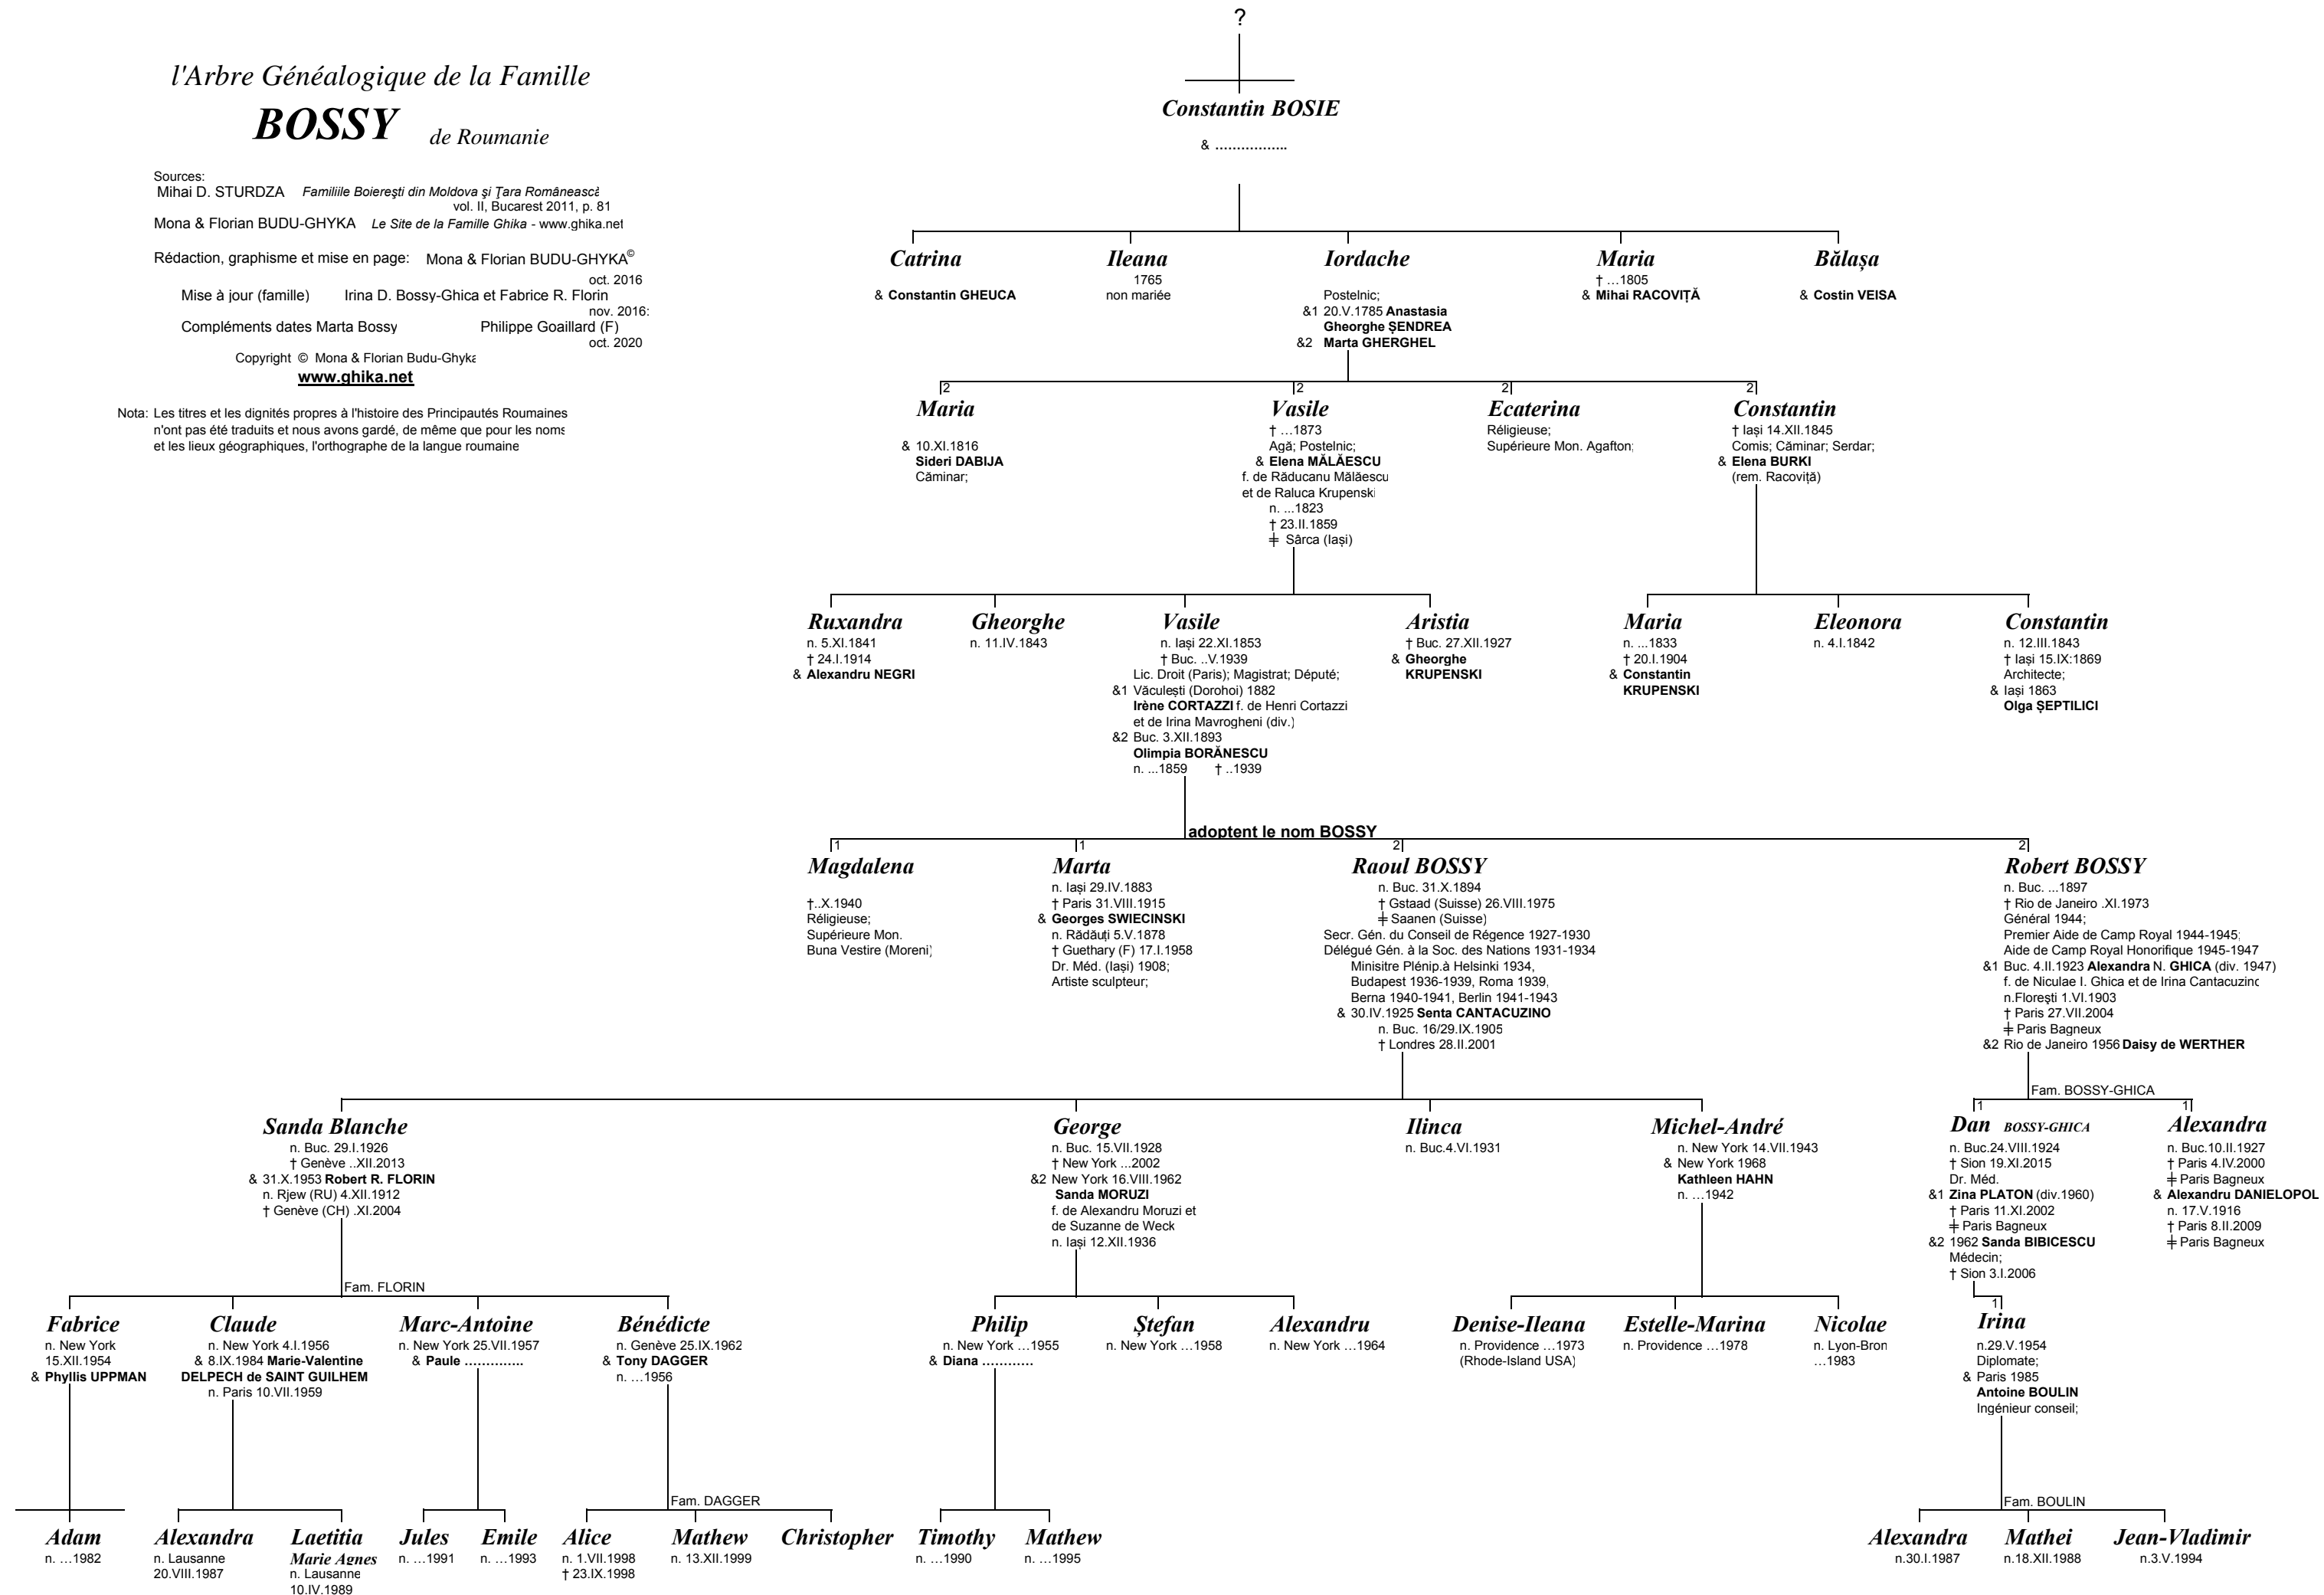 ?
l'Arbre Généalogique de la Famille
BOSSY de Roumanie
Sources:
Mihai D. STURDZA Familiile Boiereşti din Moldova şi Ţara Românească
vol. II, Bucarest 2011, p. 81
Mona & Florian BUDU-GHYKA Le Site de la Famille Ghika - www.ghika.net
Rédaction, graphisme et mise en page: Mona & Florian BUDU-GHYKA©
oct. 2016
Mise à jour (famille) Irina D. Bossy-Ghica et Fabrice R. Florin
nov. 2016:
Compléments dates Marta Bossy Philippe Goaillard (F)
oct. 2020
Copyright © Mona & Florian Budu-Ghyka
www.ghika.net
Nota: Les titres et les dignités propres à l'histoire des Principautés Roumaines
n'ont pas été traduits et nous avons gardé, de même que pour les noms
et les lieux géographiques, l'orthographe de la langue roumaine
Constantin BOSIE
& .................
Catrina
& Constantin GHEUCA
Ileana
1765
non mariée
Iordache
Postelnic;
&1 20.V.1785 Anastasia
Gheorghe ȘENDREA
&2 Marta GHERGHEL
Maria
† ...1805
& Mihai RACOVIȚĂ
Bălașa
& Costin VEISA
2
Maria
& 10.XI.1816
Sideri DABIJA
Căminar;
2
Vasile
† ...1873
Agă; Postelnic;
& Elena MĂLĂESCU
f. de Răducanu Mălăescu
et de Raluca Krupenski
n. ...1823
† 23.II.1859
╪ Sârca (Iași)
2
Ecaterina
Réligieuse;
Supérieure Mon. Agafton;
2
Constantin
† Iași 14.XII.1845
Comis; Căminar; Serdar;
& Elena BURKI
(rem. Racoviță)
Ruxandra
n. 5.XI.1841
† 24.I.1914
& Alexandru NEGRI
Gheorghe
n. 11.IV.1843
Vasile
n. Iași 22.XI.1853
† Buc. ..V.1939
Lic. Droit (Paris); Magistrat; Député;
&1 Văculești (Dorohoi) 1882
Irène CORTAZZI f. de Henri Cortazzi
et de Irina Mavrogheni (div.)
&2 Buc. 3.XII.1893
Olimpia BORĂNESCU
n. ...1859 † ..1939
Aristia
† Buc. 27.XII.1927
& Gheorghe
KRUPENSKI
Maria
n. ...1833
† 20.I.1904
& Constantin
KRUPENSKI
Eleonora
n. 4.I.1842
Constantin
n. 12.III.1843
† Iași 15.IX:1869
Architecte;
& Iași 1863
Olga ȘEPTILICI
adoptent le nom BOSSY
1
Magdalena
†..X.1940
Réligieuse;
Supérieure Mon.
Buna Vestire (Moreni)
1
Marta
n. Iași 29.IV.1883
† Paris 31.VIII.1915
& Georges SWIECINSKI
n. Rădăuți 5.V.1878
† Guethary (F) 17.I.1958
Dr. Méd. (Iași) 1908;
Artiste sculpteur;
2
Raoul BOSSY
n. Buc. 31.X.1894
† Gstaad (Suisse) 26.VIII.1975
╪ Saanen (Suisse)
Secr. Gén. du Conseil de Régence 1927-1930
Délégué Gén. à la Soc. des Nations 1931-1934
Minisitre Plénip.à Helsinki 1934,
Budapest 1936-1939, Roma 1939,
Berna 1940-1941, Berlin 1941-1943
& 30.IV.1925 Senta CANTACUZINO
n. Buc. 16/29.IX.1905
† Londres 28.II.2001
2
Robert BOSSY
n. Buc. ...1897
† Rio de Janeiro .XI.1973
Général 1944;
Premier Aide de Camp Royal 1944-1945;
Aide de Camp Royal Honorifique 1945-1947
&1 Buc. 4.II.1923 Alexandra N. GHICA (div. 1947)
f. de Niculae I. Ghica et de Irina Cantacuzino
n.Florești 1.VI.1903
† Paris 27.VII.2004
╪ Paris Bagneux
&2 Rio de Janeiro 1956 Daisy de WERTHER
Fam. BOSSY-GHICA
Sanda Blanche
n. Buc. 29.I.1926
† Genève ..XII.2013
& 31.X.1953 Robert R. FLORIN
n. Rjew (RU) 4.XII.1912
† Genève (CH) .XI.2004
George
n. Buc. 15.VII.1928
† New York ...2002
&2 New York 16.VIII.1962
Sanda MORUZI
f. de Alexandru Moruzi et
de Suzanne de Weck
n. Iași 12.XII.1936
Ilinca
n. Buc.4.VI.1931
Michel-André
n. New York 14.VII.1943
& New York 1968
Kathleen HAHN
n. ...1942
1
Dan BOSSY-GHICA
n. Buc.24.VIII.1924
† Sion 19.XI.2015
Dr. Méd.
&1 Zina PLATON (div.1960)
† Paris 11.XI.2002
╪ Paris Bagneux
&2 1962 Sanda BIBICESCU
Médecin;
† Sion 3.I.2006
1
Alexandra
n. Buc.10.II.1927
† Paris 4.IV.2000
╪ Paris Bagneux
& Alexandru DANIELOPOL
n. 17.V.1916
† Paris 8.II.2009
╪ Paris Bagneux
Fam. FLORIN
Fabrice
n. New York
15.XII.1954
& Phyllis UPPMAN
Claude
n. New York 4.I.1956
& 8.IX.1984 Marie-Valentine
DELPECH de SAINT GUILHEM
n. Paris 10.VII.1959
Marc-Antoine
n. New York 25.VII.1957
& Paule .............
Bénédicte
n. Genève 25.IX.1962
& Tony DAGGER
n. ...1956
Philip
n. New York ...1955
& Diana ............
Ștefan
n. New York ...1958
Alexandru
n. New York ...1964
Denise-Ileana
n. Providence ...1973
(Rhode-Island USA)
Estelle-Marina
n. Providence ...1978
Nicolae
n. Lyon-Bron
...1983
1
Irina
n.29.V.1954
Diplomate;
& Paris 1985
Antoine BOULIN
Ingénieur conseil;
Fam. DAGGER
Fam. BOULIN
Adam
n. ...1982
Alexandra
n. Lausanne
20.VIII.1987
Laetitia
Marie Agnes
n. Lausanne
10.IV.1989
Jules
n. ...1991
Emile
n. ...1993
Alice
n. 1.VII.1998
† 23.IX.1998
Mathew
n. 13.XII.1999
Christopher
Timothy
n. ...1990
Mathew
n. ...1995
Alexandra
n.30.I.1987
Mathei
n.18.XII.1988
Jean-Vladimir
n.3.V.1994